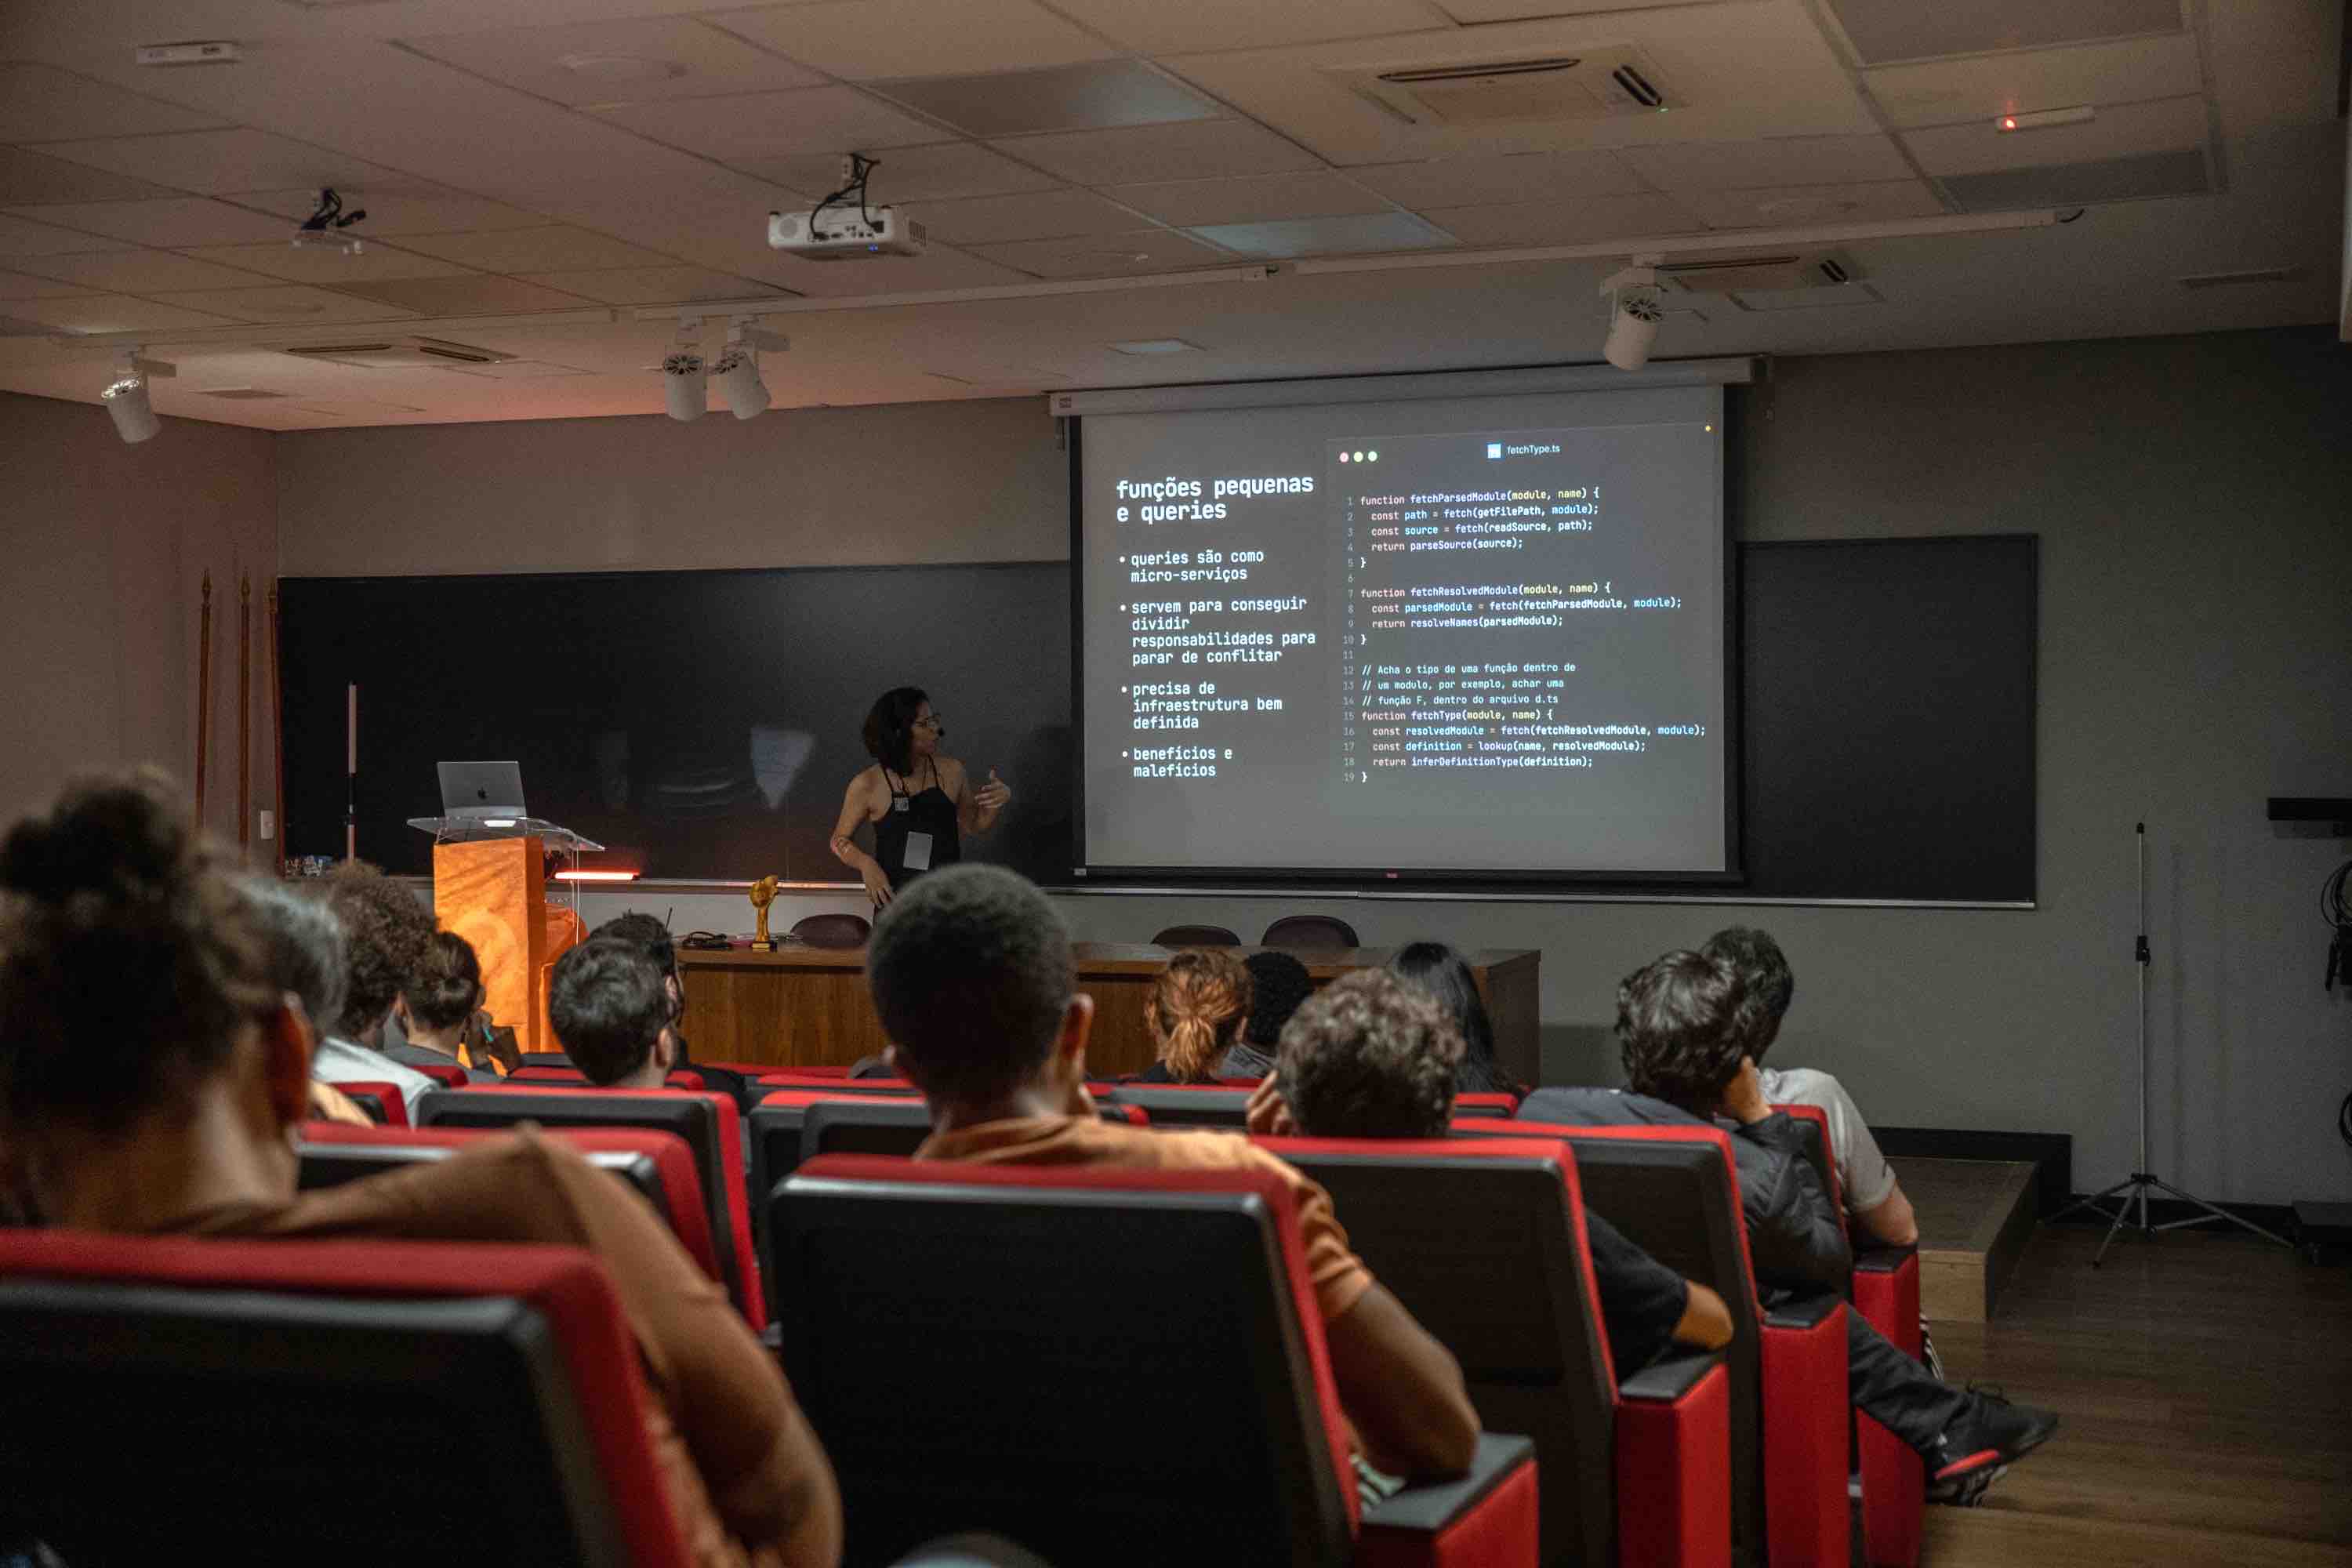 funções pequenas
e queries
• queries são como
micro-serviços
• servem para conseguir
dividir
responsabilidades para
parar de conflitar
• precisa de
infraestrutura bem
definida
• benefícios e
malefícios
fetchType.ts
1 function fetchParsedModule(module, name) {
2 const path = fetch(getFilePath, module);
3 const source = fetch(readSource, path);
4 return parseSource(source);
5 }
6
7 function fetchResolvedModule(module, name) {
8 const parsedModule = fetch(fetchParsedModule, module);
9 return resolveNames(parsedModule);
10 }
11
12 // Acha o tipo de uma função dentro de
13 // um modulo, por exemplo, achar uma
14 // função F, dentro do arquivo d.ts
15 function fetchType(module, name) {
16 const resolvedModule = fetch(fetchResolvedModule, module);
17 const definition = lookup(name, resolvedModule);
18 return inferDefinitionType(definition);
19 }